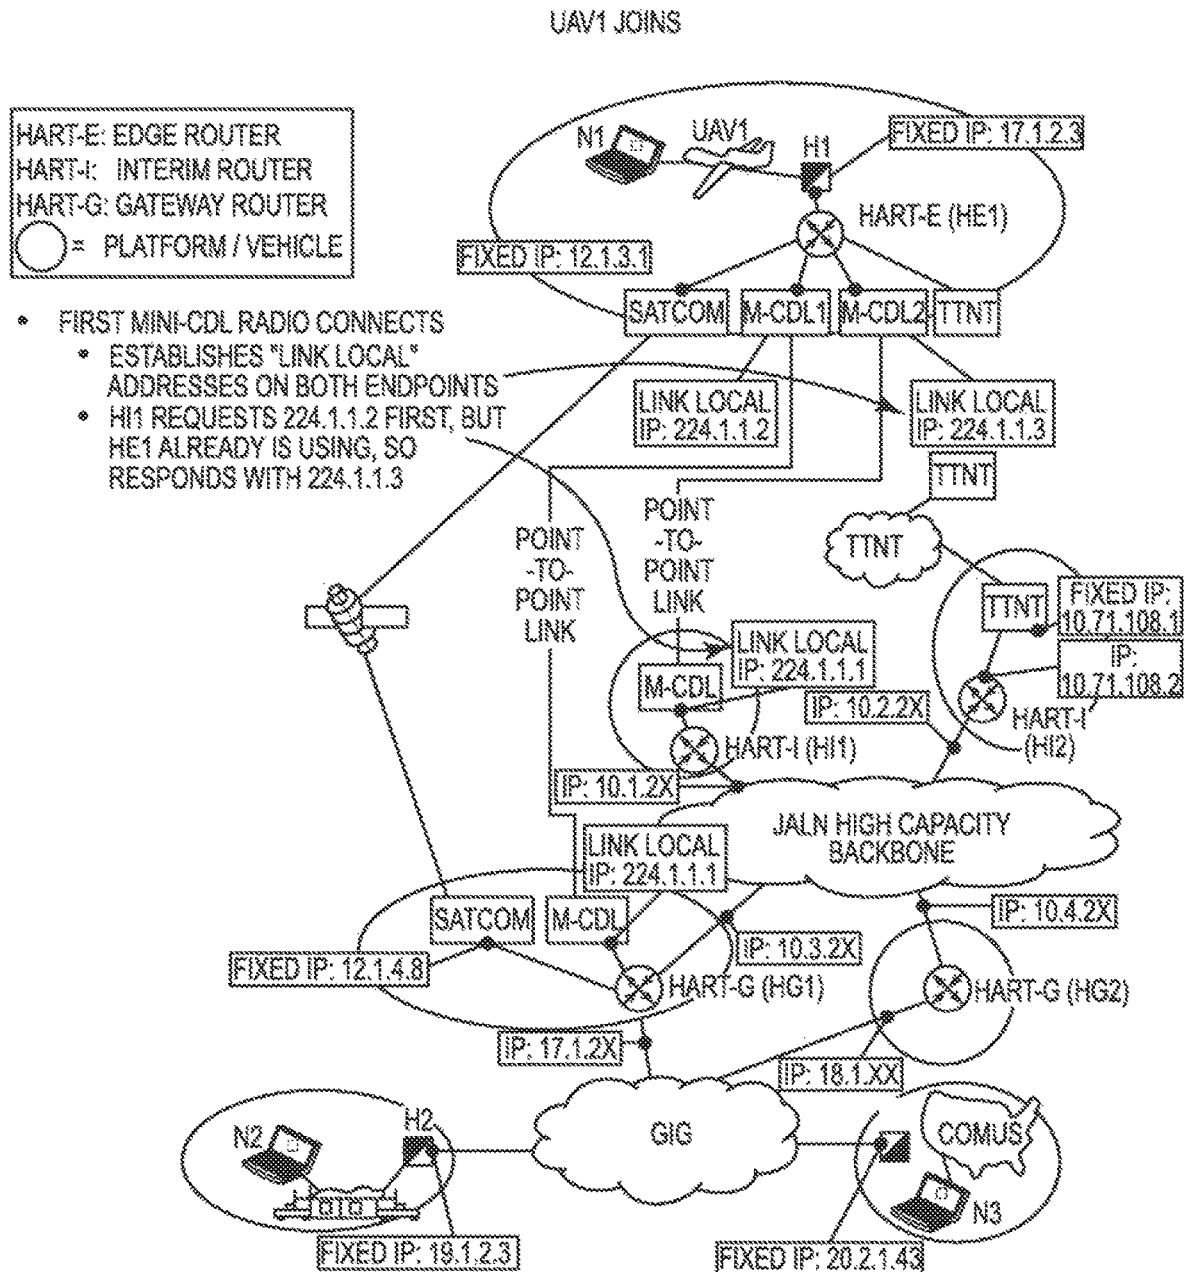 UAV1 JOINS
HART-E: EDGE ROUTER
HART-I: INTERIM ROUTER
HART-G: GATEWAY ROUTER
= PLATFORM / VEHICLE
N1
UAV1
H1
FIXED IP: 17.1.2.3
HART-E (HE1)
FIXED IP: 12.1.3.1
SATCOM
M-CDL1
M-CDL2
TTNT
• FIRST MINI-CDL RADIO CONNECTS
• ESTABLISHES "LINK LOCAL"
ADDRESSES ON BOTH ENDPOINTS
• HI1 REQUESTS 224.1.1.2 FIRST, BUT
HE1 ALREADY IS USING, SO
RESPONDS WITH 224.1.1.3
LINK LOCAL
IP: 224.1.1.2
LINK LOCAL
IP: 224.1.1.3
TTNT
POINT
-TO-
POINT
LINK
POINT
-TO-
POINT
LINK
TTNT
TTNT
FIXED IP:
10.71.108.1
IP:
10.71.108.2
LINK LOCAL
IP: 224.1.1.1
M-CDL
IP: 10.2.2X
HART-I
(HI2)
HART-I (HI1)
IP: 10.1.2X
JALN HIGH CAPACITY
BACKBONE
LINK LOCAL
IP: 224.1.1.1
SATCOM
M-CDL
IP: 10.4.2X
IP: 10.3.2X
FIXED IP: 12.1.4.8
HART-G (HG1)
HART-G (HG2)
IP: 17.1.2X
IP: 18.1.XX
GIG
N2
H2
COMUS
N3
FIXED IP: 19.1.2.3
FIXED IP: 20.2.1.43